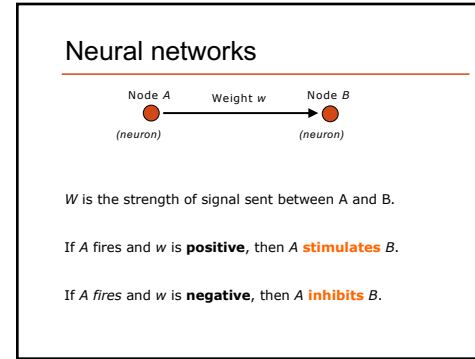 Neural networks
Node A Weight w Node B
(neuron) (neuron)
W is the strength of signal sent between A and B.
If A fires and w is positive, then A stimulates B.
If A fires and w is negative, then A inhibits B.